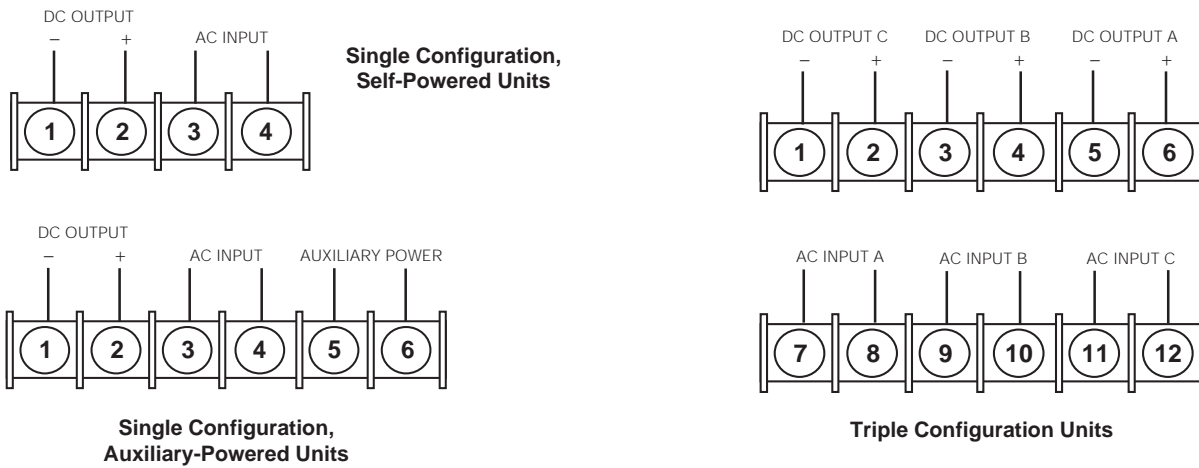 DC OUTPUT
− + AC INPUT
1 2 3 4
Single Configuration,
Self-Powered Units
DC OUTPUT
− + AC INPUT AUXILIARY POWER
1 2 3 4 5 6
Single Configuration,
Auxiliary-Powered Units
DC OUTPUT C DC OUTPUT B DC OUTPUT A
− + − + − +
1 2 3 4 5 6
AC INPUT A AC INPUT B AC INPUT C
7 8 9 10 11 12
Triple Configuration Units